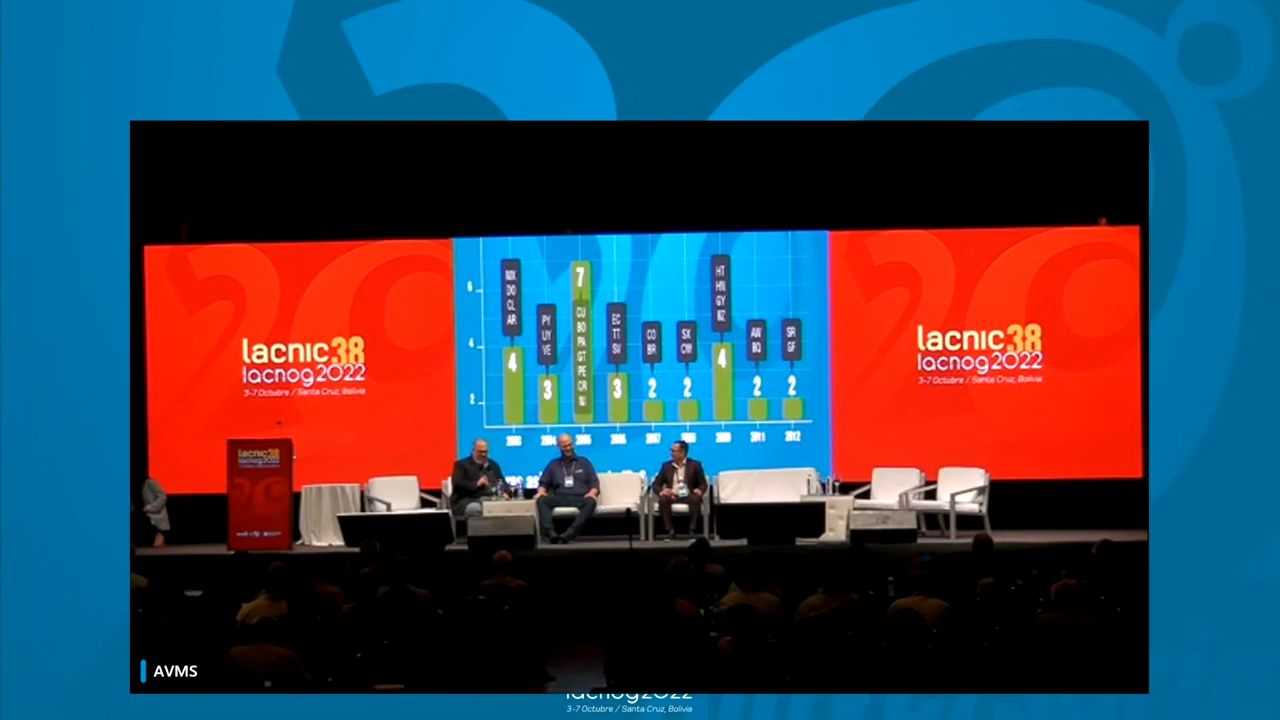 lacnic38
lacnog2022
3-7 Octubre / Santa Cruz, Bolivia
6
4
2
DO
CL
AR
4
PY
UY
VE
3
7
CU
BO
PA
GT
PE
CR
NI
EC
TT
SV
3
CO
BR
2
SX
CW
2
HT
HN
GY
BZ
4
AW
BQ
2
SR
GF
2
2003
2004
2005
2006
2007
2009
2011
2012
lacnic38
lacnog2022
3-7 Octubre / Santa Cruz, Bolivia
lacnic38
lacnog2022
AVMS
lacnog2022
3-7 Octubre / Santa Cruz, Bolivia